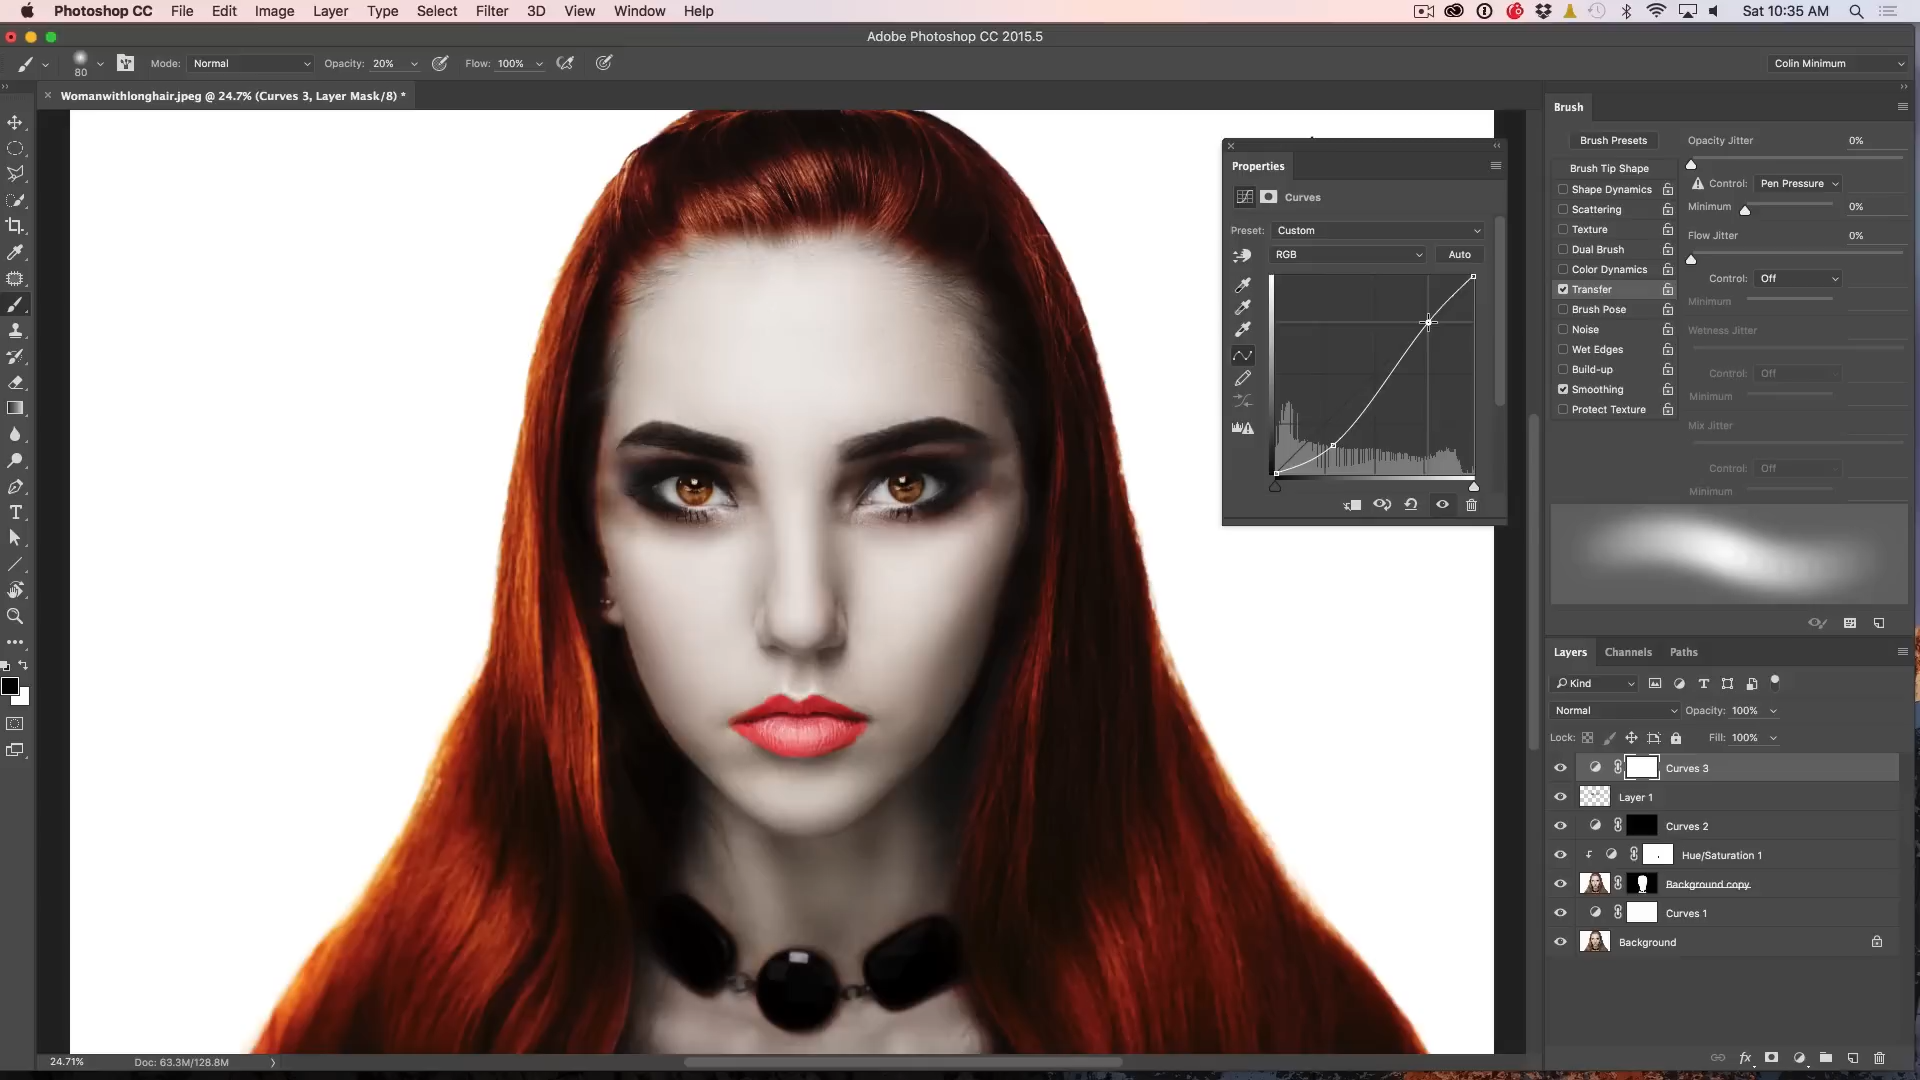 Photoshop CC File Edit Image Layer Type Select Filter 3D View Window Help Sat 10:35 AM
Adobe Photoshop CC 2015.5
80 Mode: Normal Opacity: 20% Flow: 100% Colin Minimum
Womanwithlonghair.jpeg @ 24.7% (Curves 3, Layer Mask/8) *
Properties
Curves
Preset: Custom
RGB Auto
Brush
Brush Presets
Brush Tip Shape
Shape Dynamics
Scattering
Texture
Dual Brush
Color Dynamics
Transfer
Brush Pose
Noise
Wet Edges
Build-up
Smoothing
Protect Texture
Opacity Jitter 0%
Control: Pen Pressure
Minimum 0%
Flow Jitter 0%
Control: Off
Minimum
Wetness Jitter
Control: Off
Minimum
Mix Jitter
Control: Off
Minimum
Layers Channels Paths
Kind
Normal Opacity: 100%
Lock: Fill: 100%
Curves 3
Layer 1
Curves 2
Hue/Saturation 1
Background copy
Curves 1
Background
fx
24.71% Doc: 63.3M/128.8M